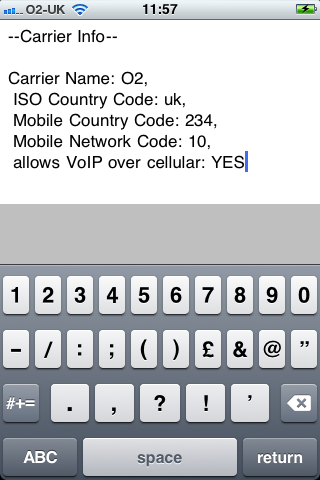 O2-UK 11:57
--Carrier Info--
Carrier Name: O2,
ISO Country Code: uk,
Mobile Country Code: 234,
Mobile Network Code: 10,
allows VoIP over cellular: YES
1 2 3 4 5 6 7 8 9 0
- / : ; ( ) £ & @ ”
#+= . , ? ! ’
ABC space return